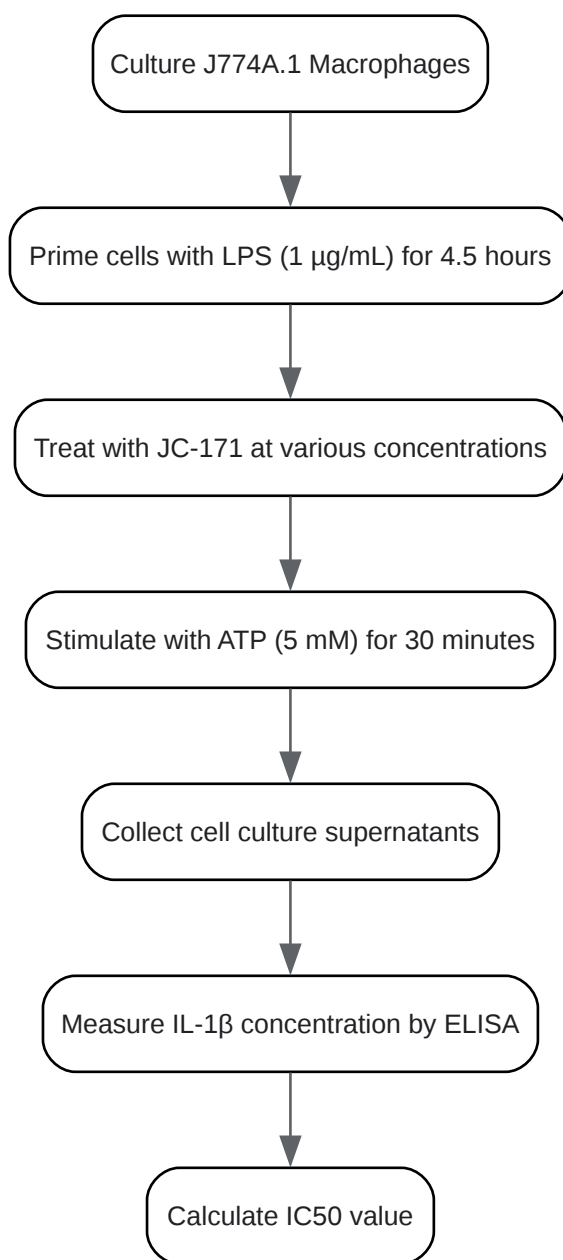 Culture J774A.1 Macrophages
Prime cells with LPS (1 µg/mL) for 4.5 hours
Treat with JC-171 at various concentrations
Stimulate with ATP (5 mM) for 30 minutes
Collect cell culture supernatants
Measure IL-1β concentration by ELISA
Calculate IC50 value